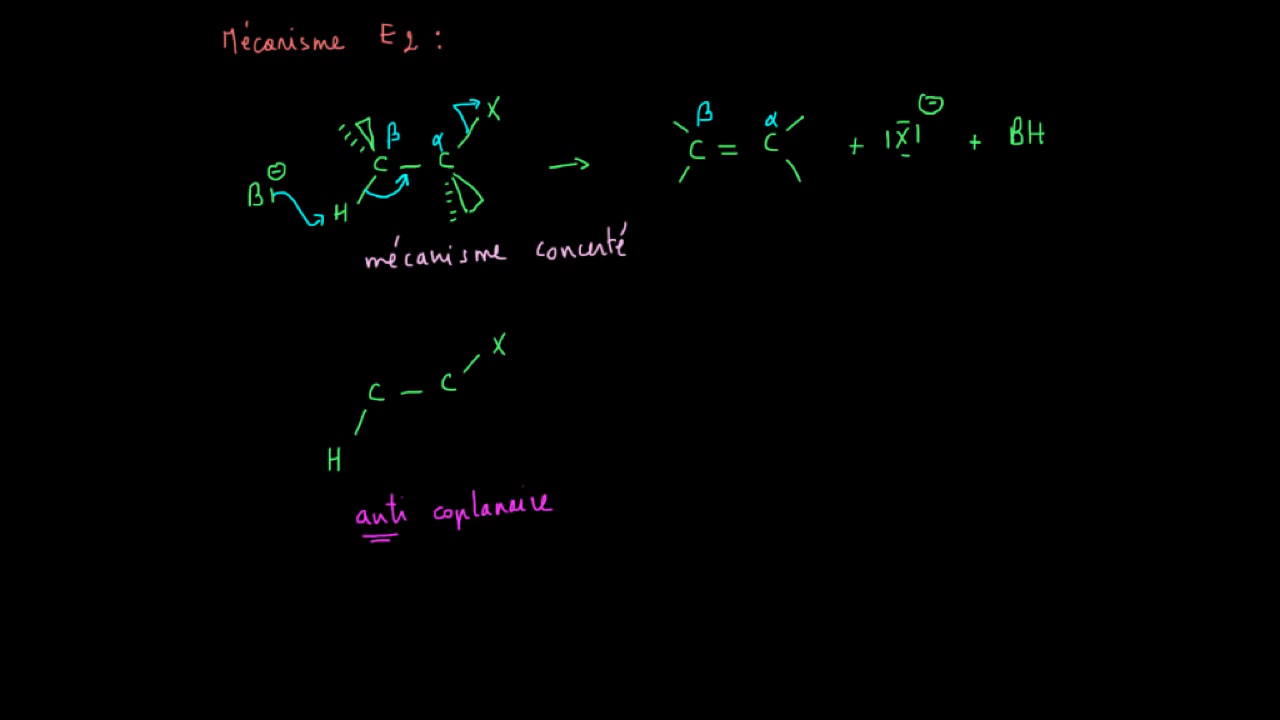 Mécanisme E2 :
β α X β α ⊖
B⊖ H C – C → C = C + |X| + BH
mécanisme concerté
X
C – C
H
anti coplanaire